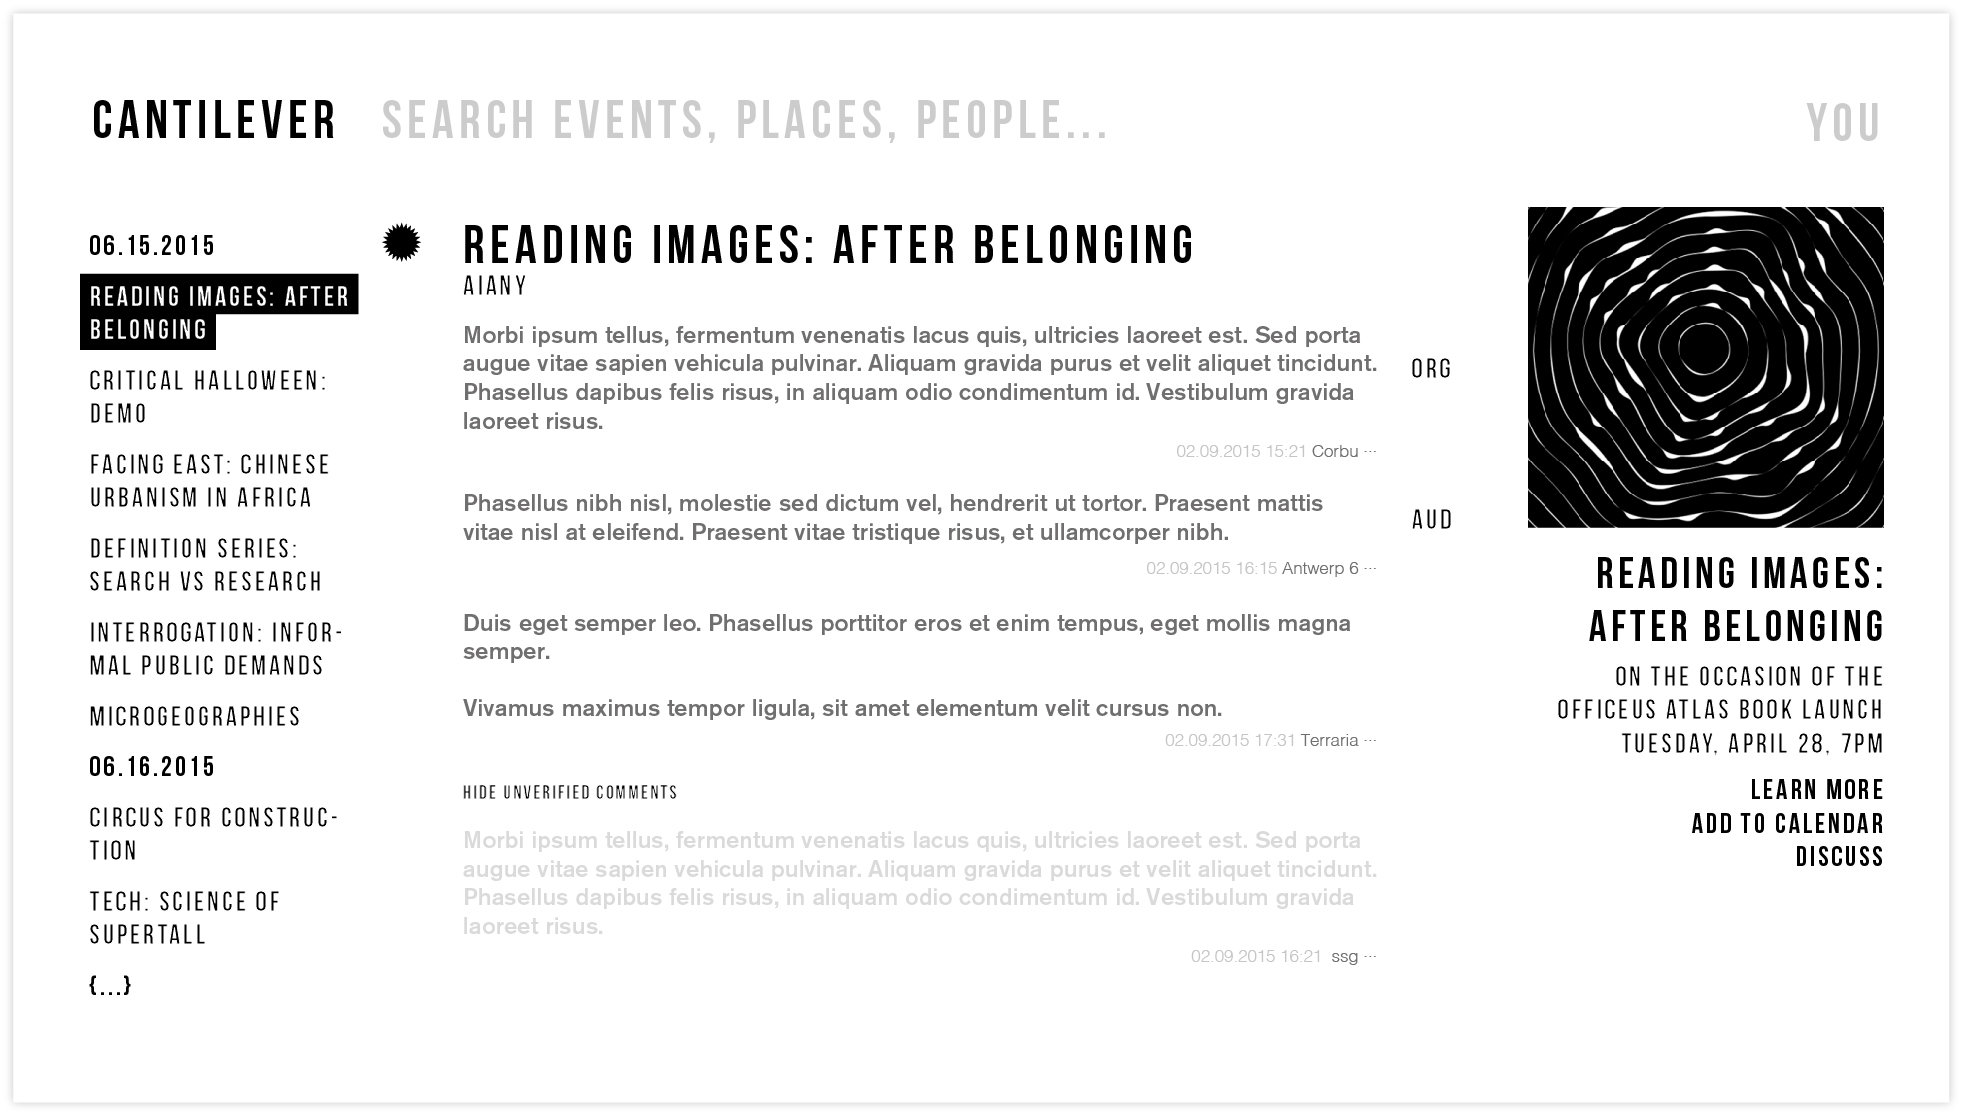 CANTILEVER
SEARCH EVENTS, PLACES, PEOPLE...
YOU
06.15.2015
READING IMAGES: AFTER
BELONGING
CRITICAL HALLOWEEN:
DEMO
FACING EAST: CHINESE
URBANISM IN AFRICA
DEFINITION SERIES:
SEARCH VS RESEARCH
INTERROGATION: INFOR-
MAL PUBLIC DEMANDS
MICROGEOGRAPHIES
06.16.2015
CIRCUS FOR CONSTRUC-
TION
TECH: SCIENCE OF
SUPERTALL
{...}
READING IMAGES: AFTER BELONGING
AIANY
Morbi ipsum tellus, fermentum venenatis lacus quis, ultricies laoreet est. Sed porta
augue vitae sapien vehicula pulvinar. Aliquam gravida purus et velit aliquet tincidunt.
Phasellus dapibus felis risus, in aliquam odio condimentum id. Vestibulum gravida
laoreet risus.
ORG
02.09.2015 15:21 Corbu ···
Phasellus nibh nisl, molestie sed dictum vel, hendrerit ut tortor. Praesent mattis
vitae nisl at eleifend. Praesent vitae tristique risus, et ullamcorper nibh.
AUD
02.09.2015 16:15 Antwerp 6 ···
Duis eget semper leo. Phasellus porttitor eros et enim tempus, eget mollis magna
semper.
Vivamus maximus tempor ligula, sit amet elementum velit cursus non.
02.09.2015 17:31 Terraria ···
HIDE UNVERIFIED COMMENTS
Morbi ipsum tellus, fermentum venenatis lacus quis, ultricies laoreet est. Sed porta
augue vitae sapien vehicula pulvinar. Aliquam gravida purus et velit aliquet tincidunt.
Phasellus dapibus felis risus, in aliquam odio condimentum id. Vestibulum gravida
laoreet risus.
02.09.2015 16:21 ssg ···
READING IMAGES:
AFTER BELONGING
ON THE OCCASION OF THE
OFFICEUS ATLAS BOOK LAUNCH
TUESDAY, APRIL 28, 7PM
LEARN MORE
ADD TO CALENDAR
DISCUSS